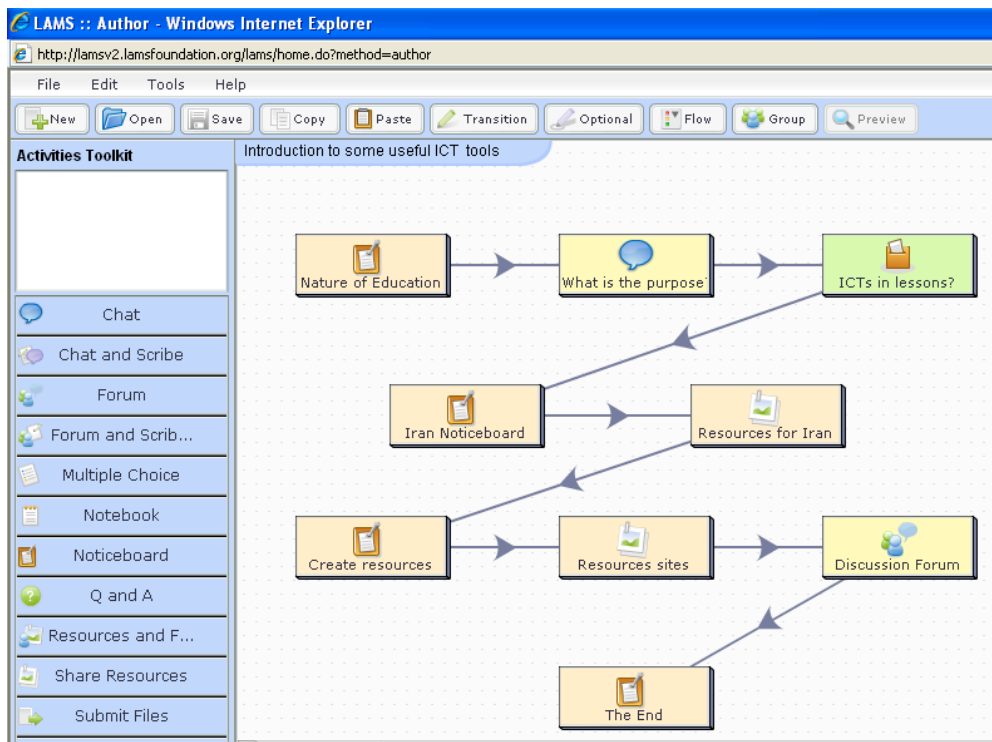 LAMS :: Author - Windows Internet Explorer
http://lamsv2.lamsfoundation.org/lams/home.do?method=author
File Edit Tools Help
New Open Save Copy Paste Transition Optional Flow Group Preview
Activities Toolkit
Introduction to some useful ICT tools
Nature of Education What is the purpose? ICTs in lessons?
Chat
Chat and Scribe
Forum
Iran Noticeboard Resources for Iran
Forum and Scrib...
Multiple Choice
Notebook
Noticeboard
Create resources Resources sites Discussion Forum
Q and A
Resources and F...
Share Resources
Submit Files
The End